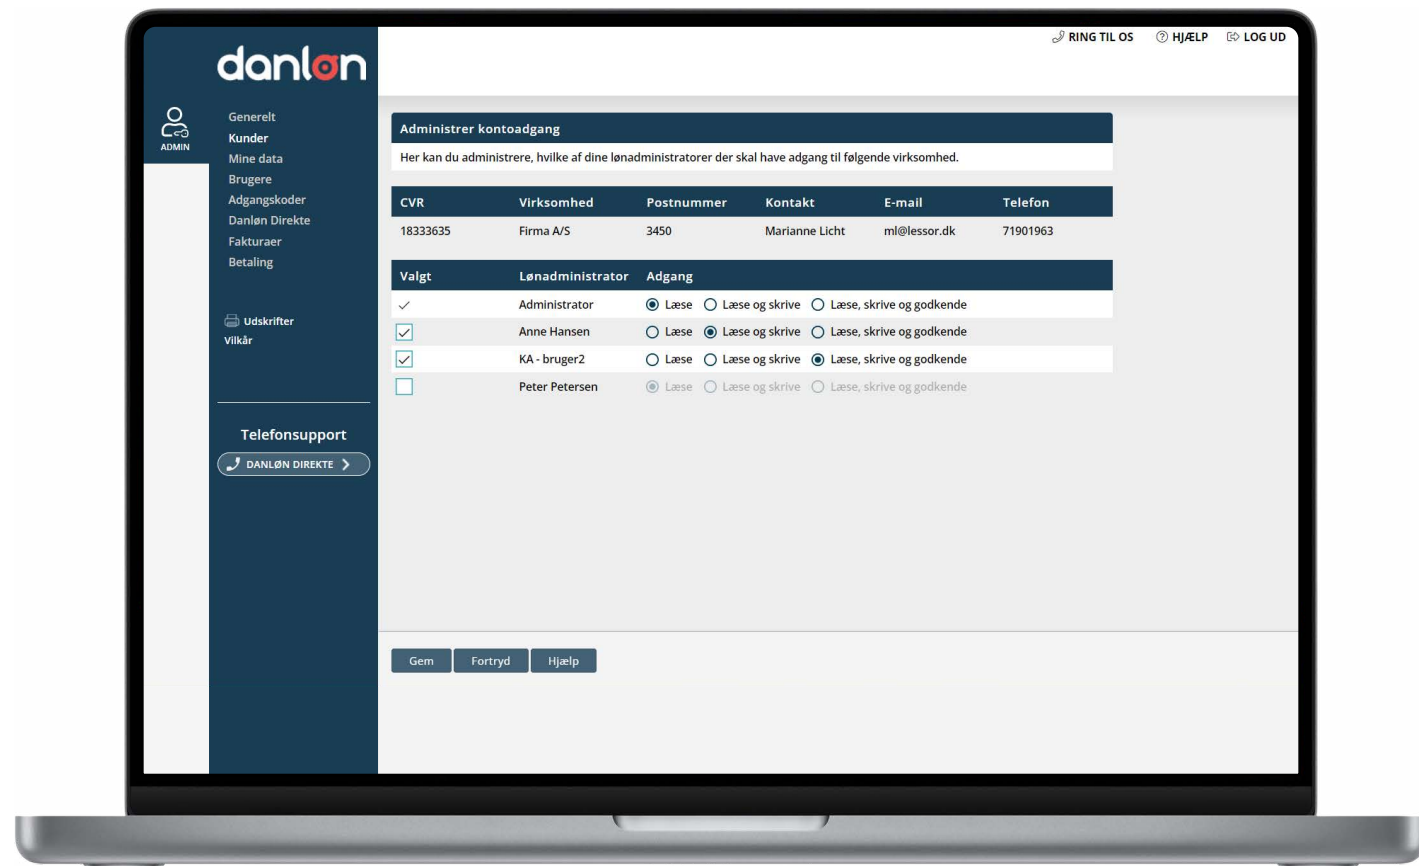 RING TIL OS HJÆLP LOG UD
danløn
ADMIN
Generelt
Kunder
Mine data
Brugere
Adgangskoder
Danløn Direkte
Fakturaer
Betaling
Udskrifter
Vilkår
Telefonsupport
DANLØN DIREKTE
Administrer kontoadgang
Her kan du administrere, hvilke af dine lønadministratorer der skal have adgang til følgende virksomhed.
CVR Virksomhed Postnummer Kontakt E-mail Telefon
18333635 Firma A/S 3450 Marianne Licht ml@lessor.dk 71901963
Valgt Lønadministrator Adgang
Administrator Læse Læse og skrive Læse, skrive og godkende
Anne Hansen Læse Læse og skrive Læse, skrive og godkende
KA - bruger2 Læse Læse og skrive Læse, skrive og godkende
Peter Petersen Læse Læse og skrive Læse, skrive og godkende
Gem Fortryd Hjælp